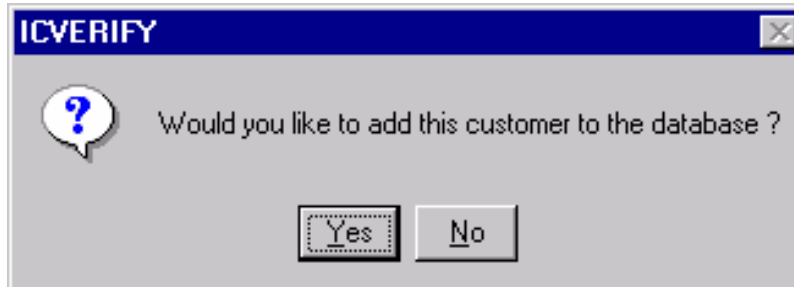 ICVERIFY
Would you like to add this customer to the database ?
Yes No